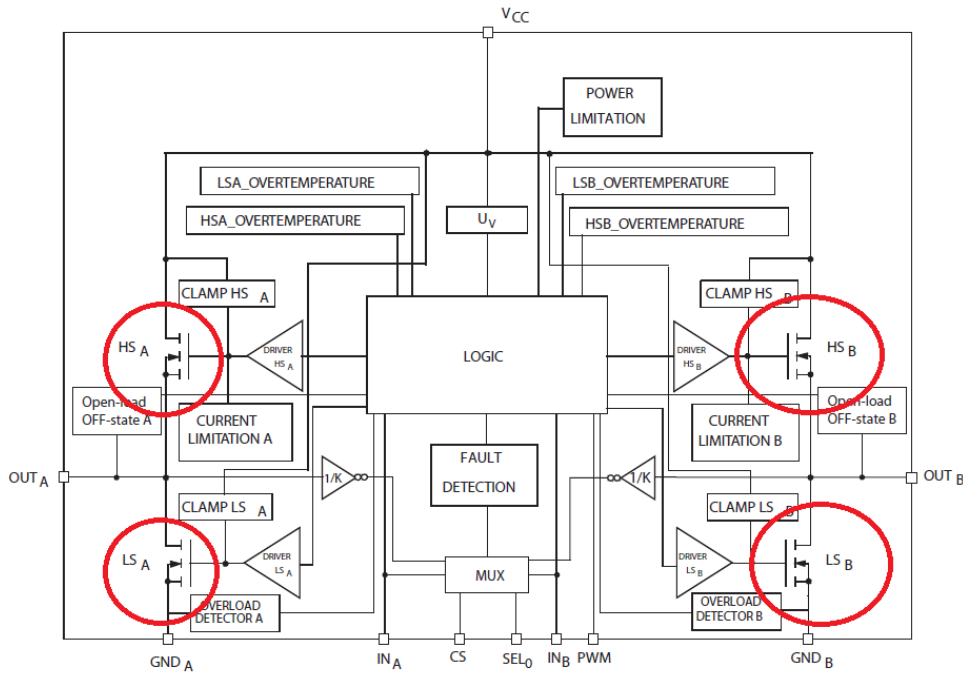 VCC
POWER
LIMITATION
LSA_OVERTEMPERATURE
LSB_OVERTEMPERATURE
HSA_OVERTEMPERATURE
UV
HSB_OVERTEMPERATURE
CLAMP HS A
CLAMP HS B
HS A
DRIVER
HS A
LOGIC
DRIVER
HS B
HS B
Open-load
OFF-state A
CURRENT
LIMITATION A
CURRENT
LIMITATION B
Open-load
OFF-state B
FAULT
DETECTION
OUT A
1/K
1/K
OUT B
CLAMP LS A
CLAMP LS B
LS A
DRIVER
LS A
MUX
DRIVER
LS B
LS B
OVERLOAD
DETECTOR A
OVERLOAD
DETECTOR B
GND A
IN A
CS
SEL0
IN B
PWM
GND B